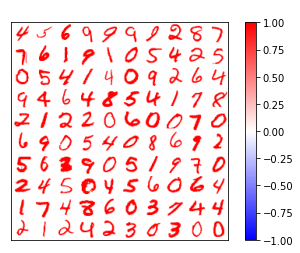 4 5 6 9 9 9 9 2 8 7 1.00
7 6 1 9 1 0 5 4 2 5 0.75
0 5 4 1 4 0 9 2 6 4 0.50
9 4 6 4 8 5 4 1 7 8 0.25
2 1 2 2 0 6 0 0 7 0 0.00
6 9 0 5 4 0 8 6 9 2 −0.25
5 6 3 9 0 5 1 9 7 0 −0.50
2 4 5 0 4 5 6 0 6 4 −0.75
1 7 4 8 6 0 3 7 4 4 −1.00
2 1 2 4 2 3 0 3 0 0